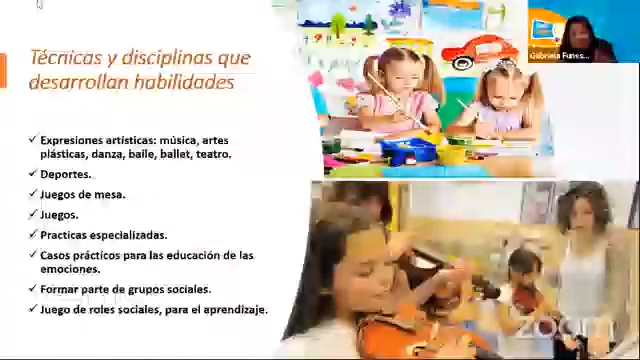 Técnicas y disciplinas que
desarrollan habilidades
✓ Expresiones artísticas: música, artes
plásticas, danza, baile, ballet, teatro.
✓ Deportes.
✓ Juegos de mesa.
✓ Juegos.
✓ Practicas especializadas.
✓ Casos prácticos para las educación de las
emociones.
✓ Formar parte de grupos sociales.
✓ Juego de roles sociales, para el aprendizaje.
Gabriela Funes...
zoom